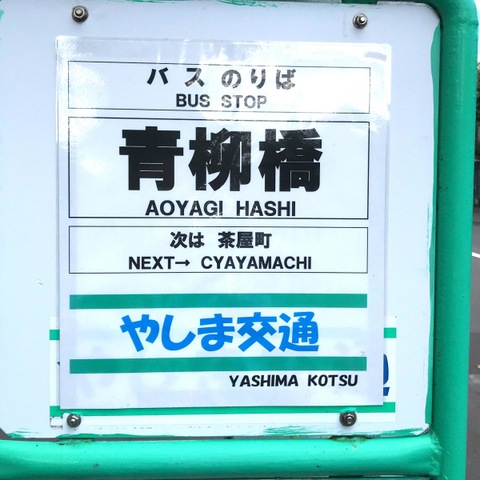 バス のりば
BUS STOP
青柳橋
AOYAGI HASHI
次は 茶屋町
NEXT→ CYAYAMACHI
やしま交通
YASHIMA KOTSU